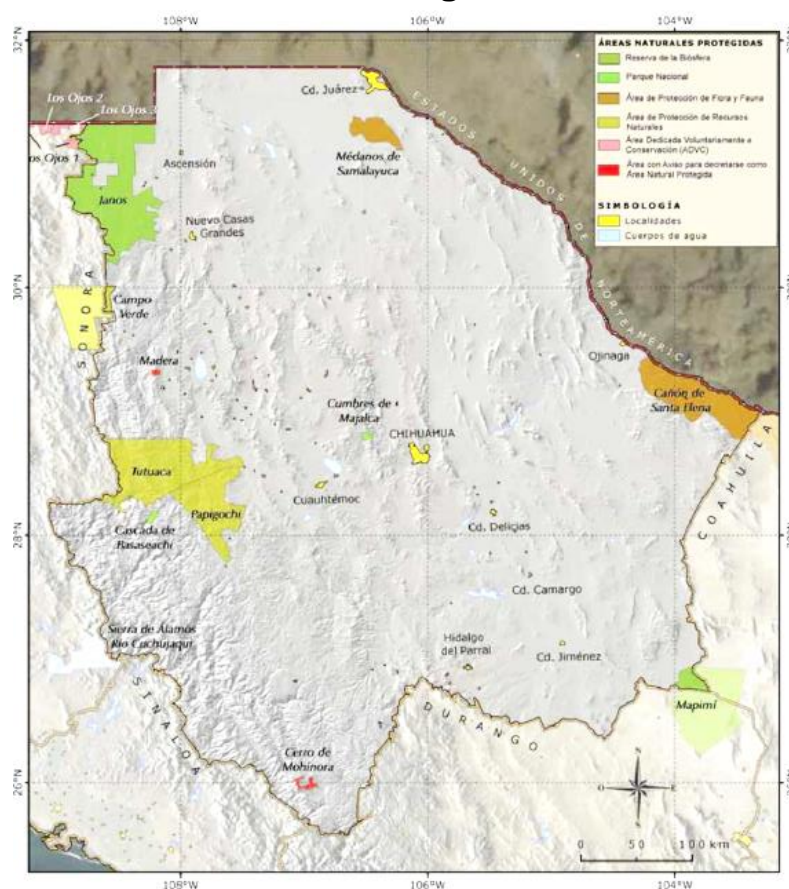 108°W
106°W
104°W
32°N
ÁREAS NATURALES PROTEGIDAS
Reserva de la Biósfera
Parque Nacional
Área de Protección de Flora y Fauna
Área de Protección de Recursos
Naturales
Área Dedicada Voluntariamente a
Conservación (ADVC)
Área con Aviso para decretarse como
Área Natural Protegida
SIMBOLOGÍA
Localidades
Cuerpos de agua
Cd. Juárez
ESTADOS UNIDOS DE NORTEAMÉRICA
Los Ojos 2
Los Ojos 3
Los Ojos 1
Ascensión
Médanos de
Samalayuca
Janos
Nuevo Casas
Grandes
30°N
SONORA
Campo
Verde
Madera
Ojinaga
Cañón de
Santa Elena
Cumbres de
Majalca
CHIHUAHUA
COAHUILA
Tutuaca
Papigochi
Cuauhtémoc
Cd. Delicias
Cascada de
Basaseachi
28°N
Cd. Camargo
Sierra de Álamos
Río Cuchujaqui
Hidalgo
del Parral
Cd. Jiménez
SINALOA
DURANGO
Mapimí
Cerro de
Mohinora
26°N
N
O
E
S
0 50 100 km
108°W
106°W
104°W